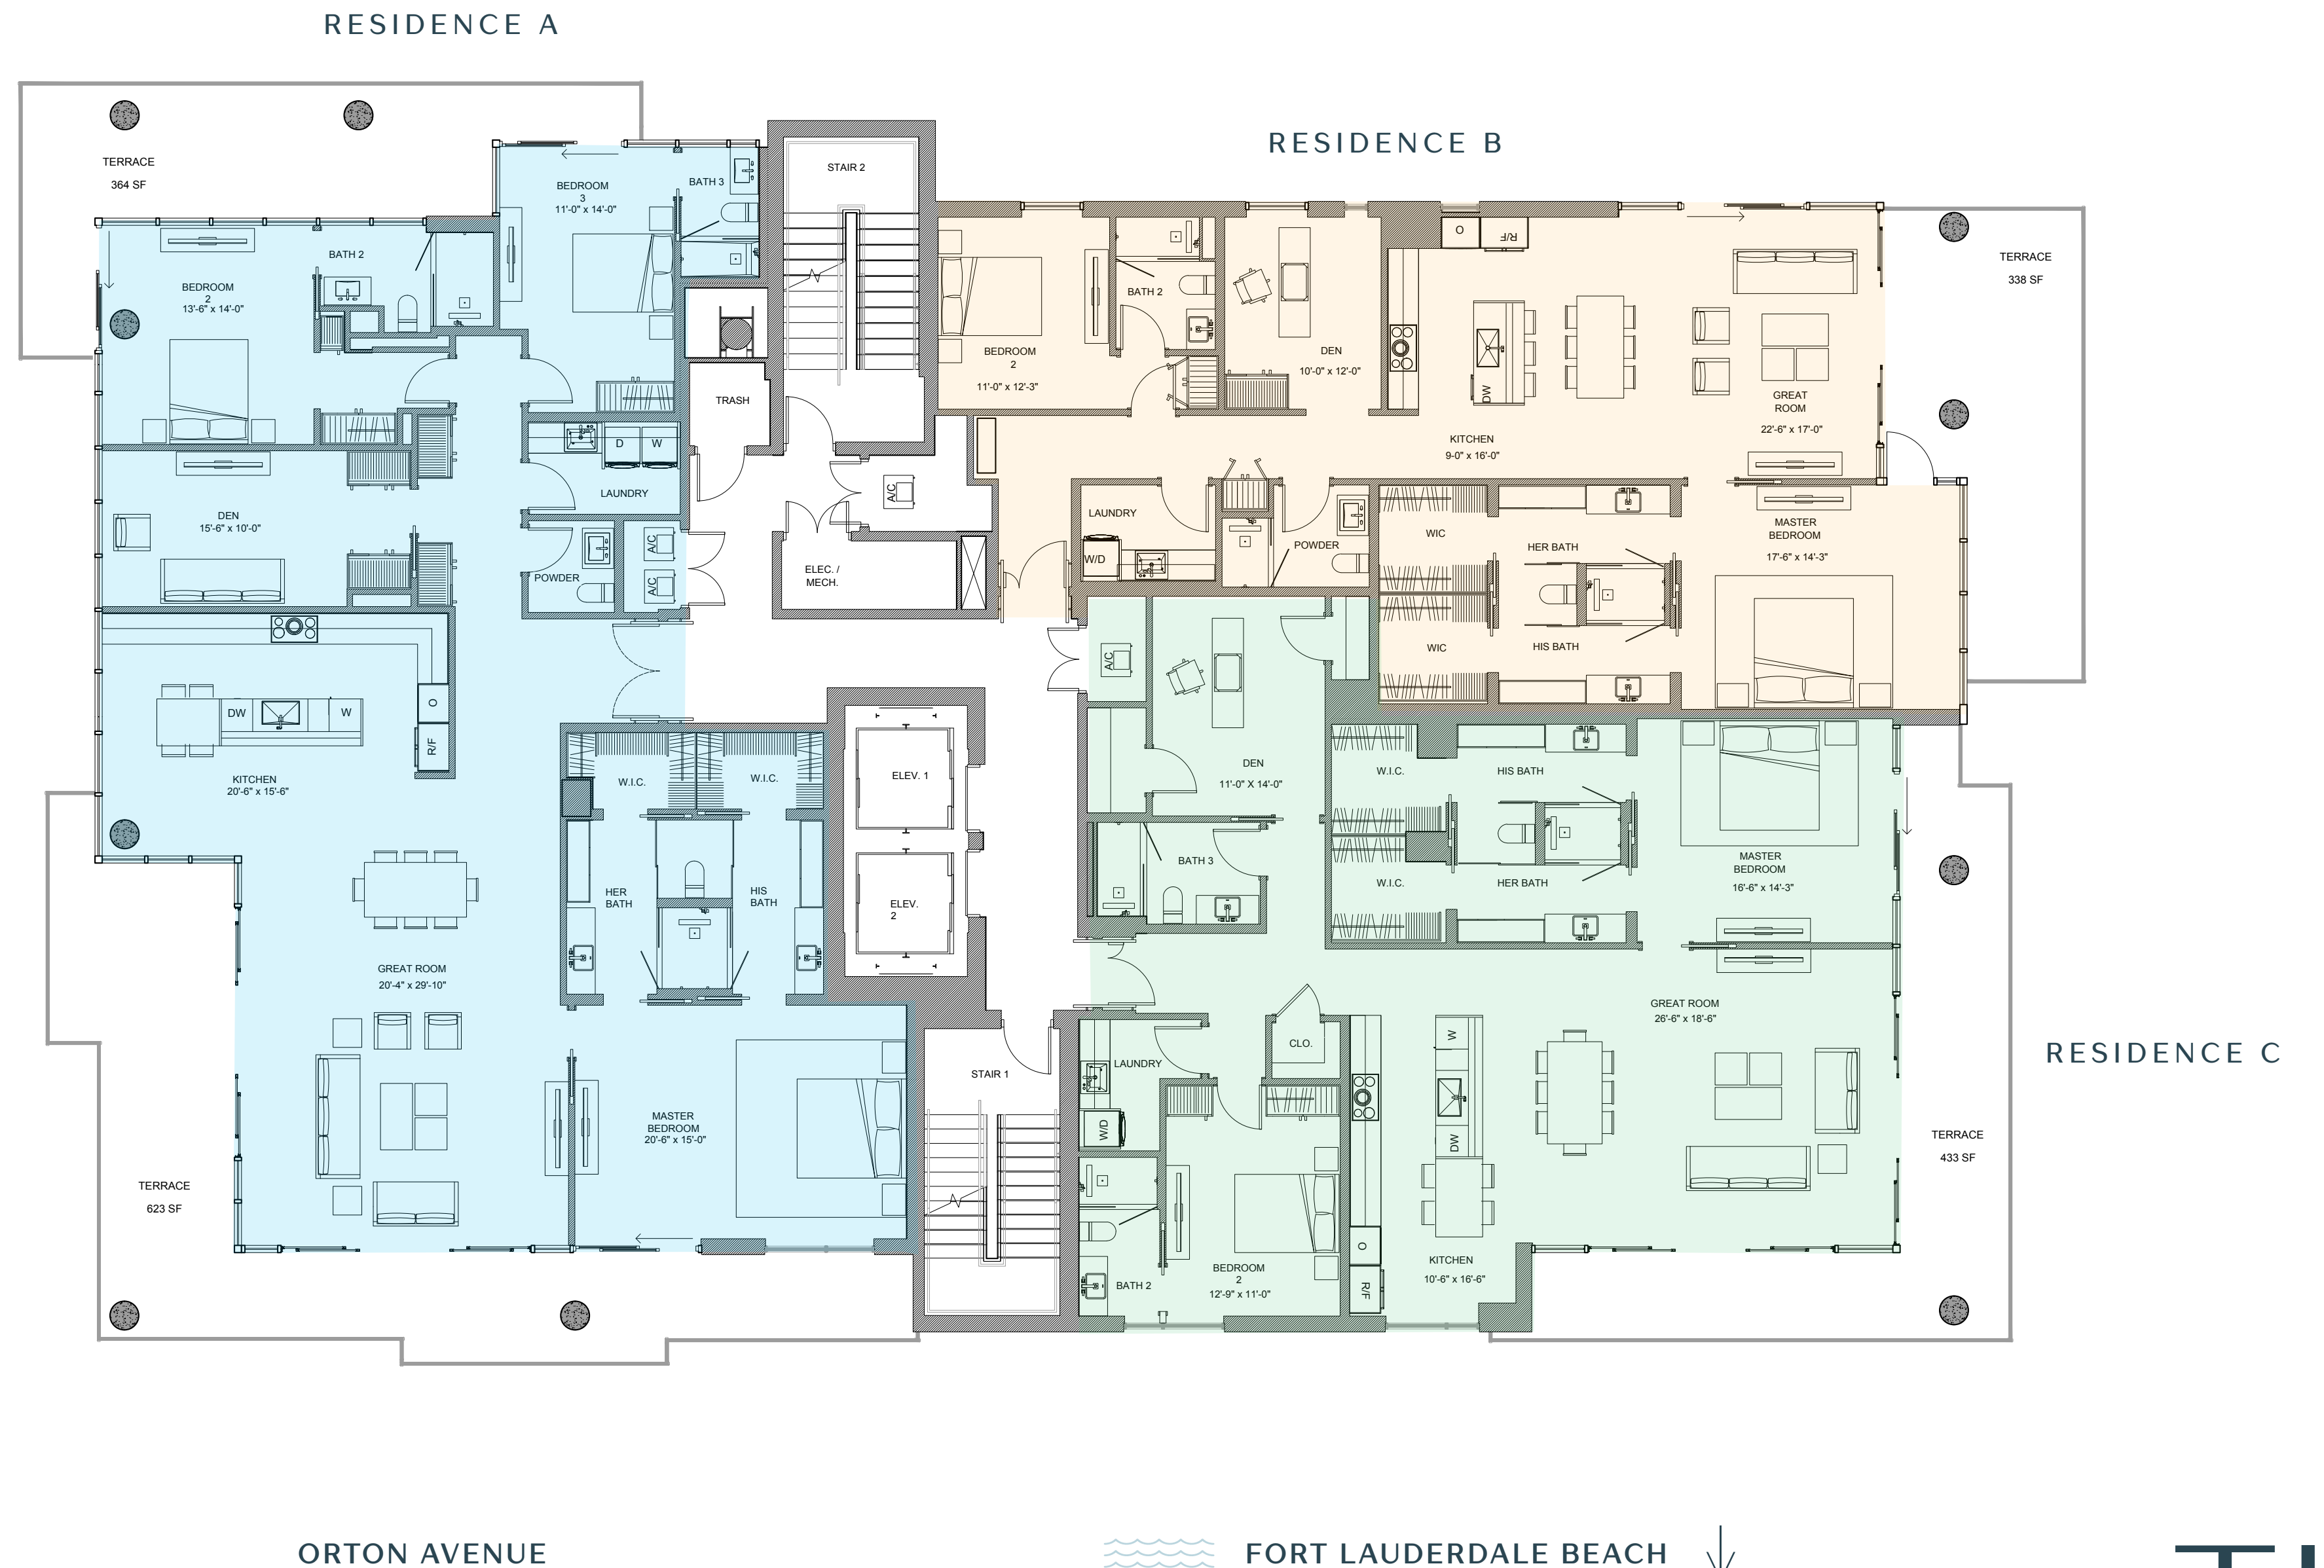 RESIDENCE A
RESIDENCE B
TERRACE
364 SF
BEDROOM
3
11'-0" x 14'-0"
BATH 3
STAIR 2
BATH 2
BEDROOM
2
13'-6" x 14'-0"
TRASH
D
W
LAUNDRY
DEN
15'-6" x 10'-0"
POWDER
A/C
A/C
A/C
ELEC. /
MECH.
DW
W
O
R/F
KITCHEN
20'-6" x 15'-6"
W.I.C.
W.I.C.
HER
BATH
HIS
BATH
GREAT ROOM
20'-4" x 29'-10"
MASTER
BEDROOM
20'-6" x 15'-0"
TERRACE
623 SF
ELEV. 1
ELEV.
2
STAIR 1
BEDROOM
2
11'-0" x 12'-3"
BATH 2
DEN
10'-0" x 12'-0"
O
R/F
DW
KITCHEN
9-0" x 16'-0"
GREAT
ROOM
22'-6" x 17'-0"
TERRACE
338 SF
LAUNDRY
W/D
POWDER
WIC
HER BATH
MASTER
BEDROOM
17'-6" x 14'-3"
WIC
HIS BATH
A/C
DEN
11'-0" X 14'-0"
W.I.C.
HIS BATH
BATH 3
W.I.C.
HER BATH
MASTER
BEDROOM
16'-6" x 14'-3"
GREAT ROOM
26'-6" x 18'-6"
RESIDENCE C
CLO.
LAUNDRY
W/D
W
DW
BATH 2
BEDROOM
2
12'-9" x 11'-0"
O
R/F
KITCHEN
10'-6" x 16'-6"
TERRACE
433 SF
ORTON AVENUE
FORT LAUDERDALE BEACH